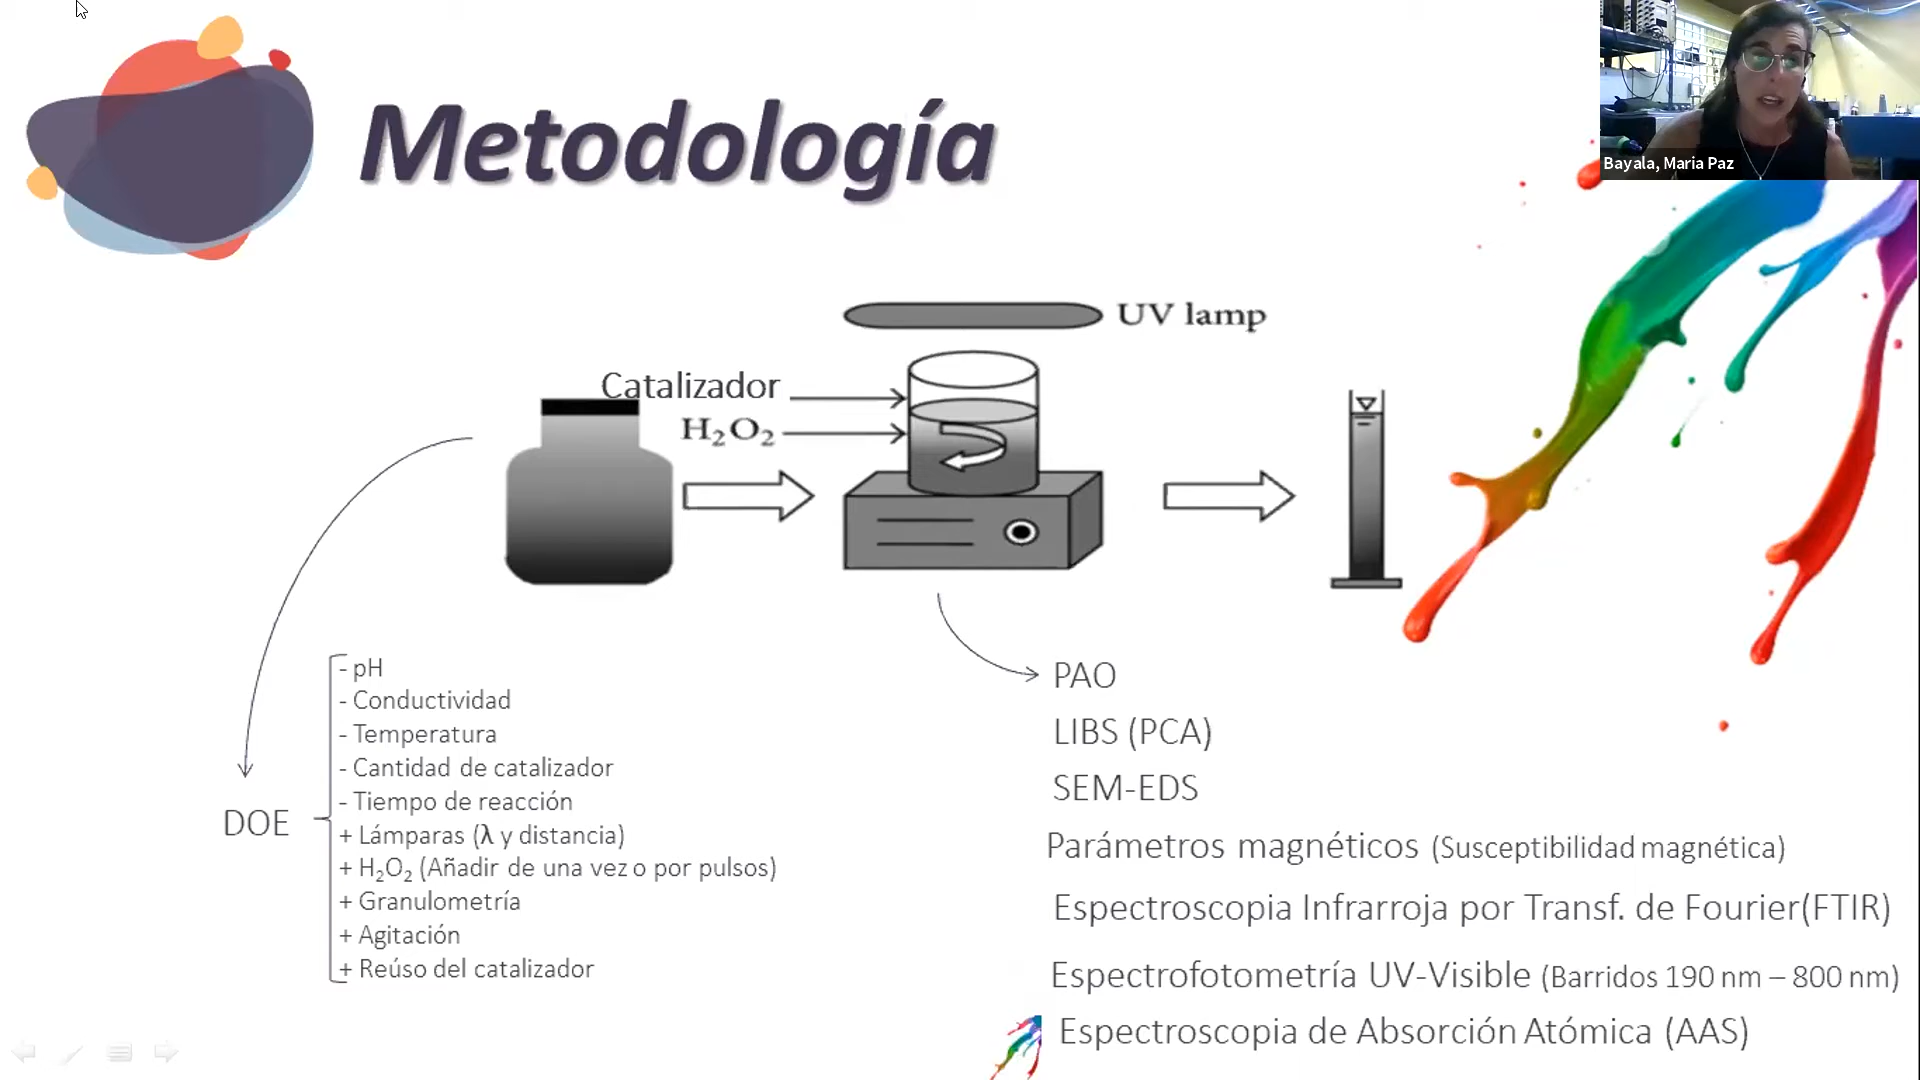 Bayala, Maria Paz
Metodología
UV lamp
Catalizador
H₂O₂
DOE
- pH
- Conductividad
- Temperatura
- Cantidad de catalizador
- Tiempo de reacción
+ Lámparas (λ y distancia)
+ H₂O₂ (Añadir de una vez o por pulsos)
+ Granulometría
+ Agitación
+ Reúso del catalizador
PAO
LIBS (PCA)
SEM-EDS
Parámetros magnéticos (Susceptibilidad magnética)
Espectroscopia Infrarroja por Transf. de Fourier(FTIR)
Espectrofotometría UV-Visible (Barridos 190 nm – 800 nm)
Espectroscopia de Absorción Atómica (AAS)